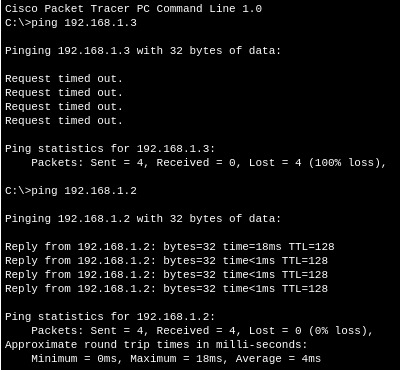 Cisco Packet Tracer PC Command Line 1.0
C:\>ping 192.168.1.3
Pinging 192.168.1.3 with 32 bytes of data:
Request timed out.
Request timed out.
Request timed out.
Request timed out.
Ping statistics for 192.168.1.3:
    Packets: Sent = 4, Received = 0, Lost = 4 (100% loss),
C:\>ping 192.168.1.2
Pinging 192.168.1.2 with 32 bytes of data:
Reply from 192.168.1.2: bytes=32 time=18ms TTL=128
Reply from 192.168.1.2: bytes=32 time<1ms TTL=128
Reply from 192.168.1.2: bytes=32 time<1ms TTL=128
Reply from 192.168.1.2: bytes=32 time<1ms TTL=128
Ping statistics for 192.168.1.2:
    Packets: Sent = 4, Received = 4, Lost = 0 (0% loss),
Approximate round trip times in milli-seconds:
    Minimum = 0ms, Maximum = 18ms, Average = 4ms